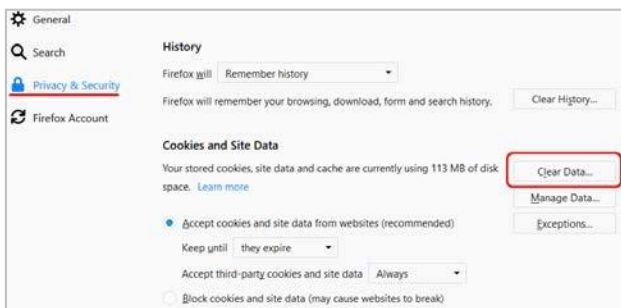 General
Search
Privacy & Security
Firefox Account
History
Firefox will Remember history
Firefox will remember your browsing, download, form and search history.
Clear History...
Cookies and Site Data
Your stored cookies, site data and cache are currently using 113 MB of disk
space. Learn more
Clear Data...
Manage Data...
Accept cookies and site data from websites (recommended)
Exceptions...
Keep until they expire
Accept third-party cookies and site data Always
Block cookies and site data (may cause websites to break)